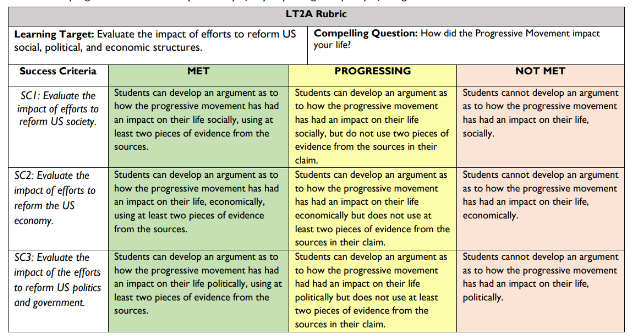 LT2A Rubric
Learning Target: Evaluate the impact of efforts to reform US
social, political, and economic structures.
Compelling Question: How did the Progressive Movement impact
your life?
Success Criteria
MET
PROGRESSING
NOT MET
SC1: Evaluate the
impact of efforts to
reform US society.
Students can develop an argument as to
how the progressive movement has had
an impact on their life socially, using at
least two pieces of evidence from the
sources.
Students can develop an argument as
to how the progressive movement
has had an impact on their life
socially, but do not use two pieces of
evidence from the sources in their
claim.
Students cannot develop an argument
as to how the progressive movement
has had an impact on their life,
socially.
SC2: Evaluate the
impact of efforts to
reform the US
economy.
Students can develop an argument as to
how the progressive movement has had
an impact on their life, economically,
using at least two pieces of evidence
from the sources.
Students can develop an argument as
to how the progressive movement
has had an impact on their life
economically but does not use at
least two pieces of evidence from the
sources in their claim.
Students cannot develop an argument
as to how the progressive movement
has had an impact on their life,
economically.
SC3: Evaluate the
impact of the efforts
to reform US politics
and government.
Students can develop an argument as to
how the progressive movement has had
an impact on their life politically, using at
least two pieces of evidence from the
sources.
Students can develop an argument as
to how the progressive movement
had had an impact on their life
politically but does not use at least
two pieces of evidence from the
sources in their claim.
Students cannot develop an argument
as to how the progressive movement
has had an impact on their life,
politically.